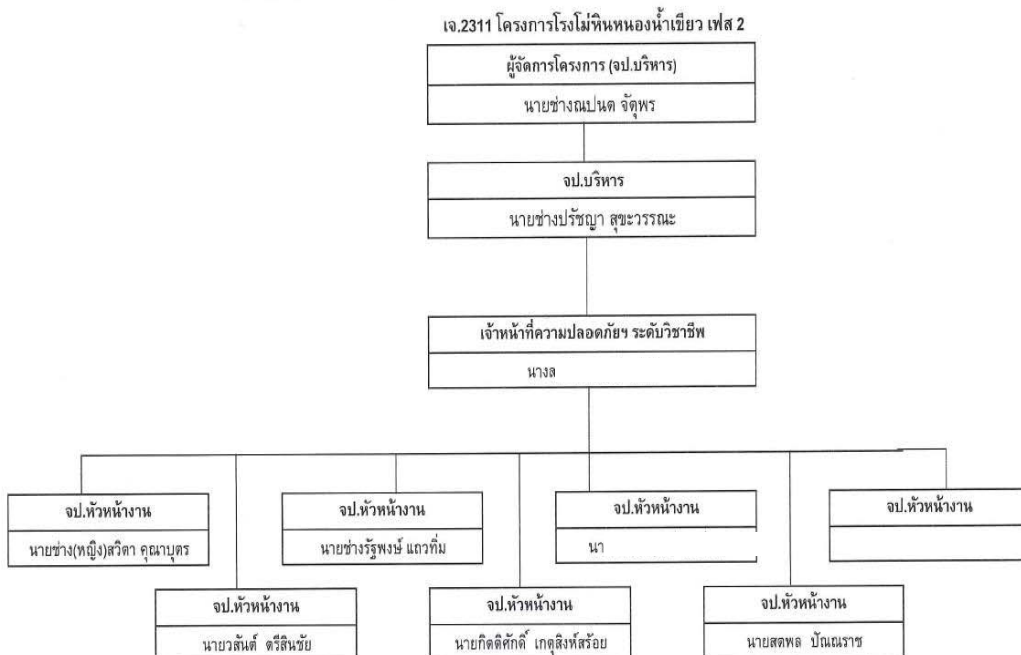 เจ.2311 โครงการโรงโม่หินหนองน้ำเขียว เฟส 2
ผู้จัดการโครงการ (จป.บริหาร)
นายช่างณปนต จัตุพร
จป.บริหาร
นายช่างปรัชญา สุขะวรรณะ
เจ้าหน้าที่ความปลอดภัยฯ ระดับวิชาชีพ
นางล
จป.หัวหน้างาน
นายช่าง(หญิง)สวิตา คุณาบุตร
จป.หัวหน้างาน
นายช่างรัฐพงษ์ แถวทิ่ม
จป.หัวหน้างาน
นา
จป.หัวหน้างาน
จป.หัวหน้างาน
นายวสันต์ ตรีสินชัย
จป.หัวหน้างาน
นายกิตติศักดิ์ เกตุสิงห์สร้อย
จป.หัวหน้างาน
นายสตพล ปัณณราช